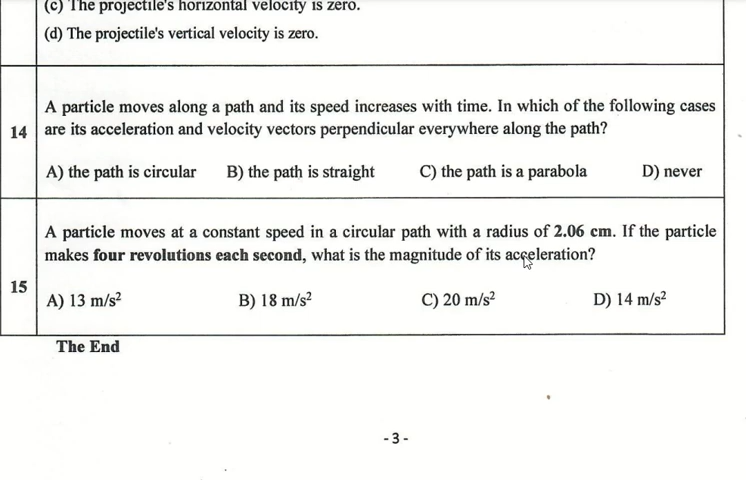 (c) The projectile's horizontal velocity is zero.
(d) The projectile's vertical velocity is zero.
A particle moves along a path and its speed increases with time. In which of the following cases
14 are its acceleration and velocity vectors perpendicular everywhere along the path?
A) the path is circular B) the path is straight C) the path is a parabola D) never
A particle moves at a constant speed in a circular path with a radius of 2.06 cm. If the particle
makes four revolutions each second, what is the magnitude of its acceleration?
15
A) 13 m/s² B) 18 m/s² C) 20 m/s² D) 14 m/s²
The End
- 3 -